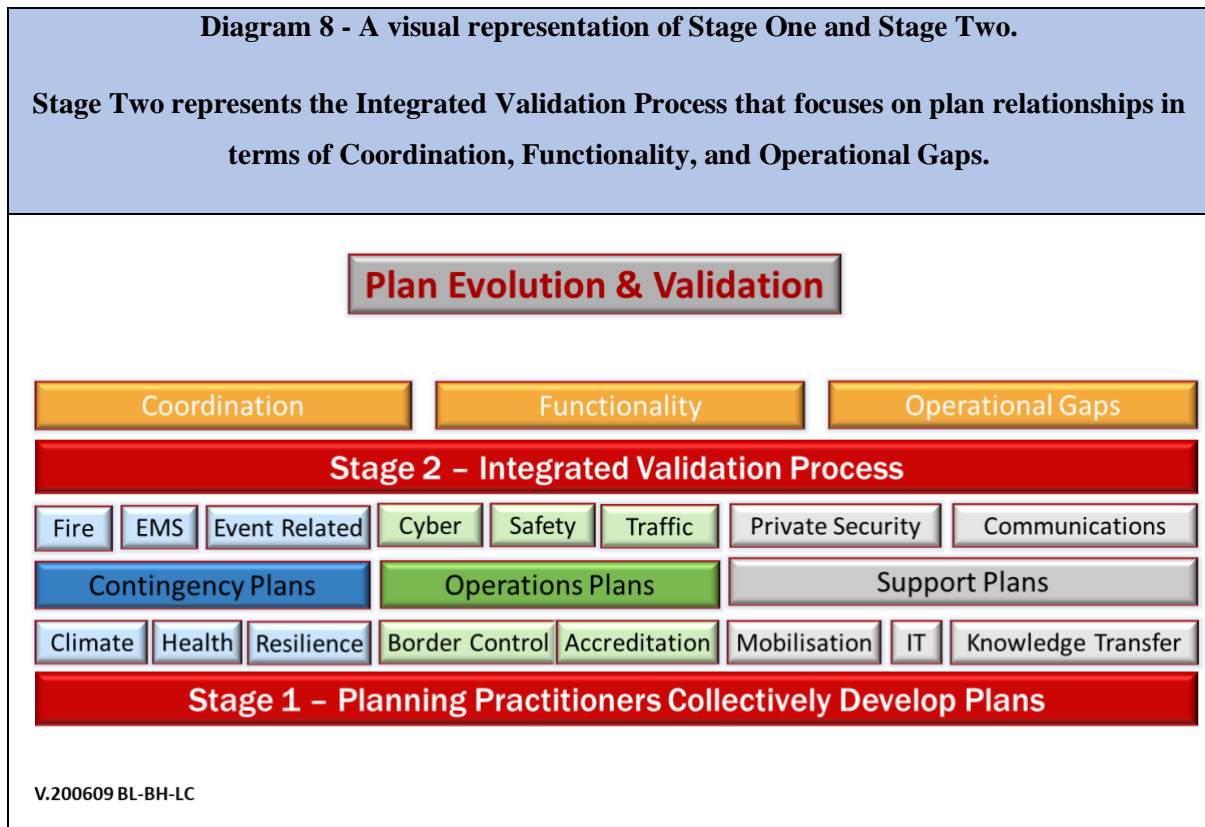 Diagram 8 - A visual representation of Stage One and Stage Two.
Stage Two represents the Integrated Validation Process that focuses on plan relationships in
terms of Coordination, Functionality, and Operational Gaps.
Plan Evolution & Validation
Coordination Functionality Operational Gaps
Stage 2 – Integrated Validation Process
Fire EMS Event Related Cyber Safety Traffic Private Security Communications
Contingency Plans Operations Plans Support Plans
Climate Health Resilience Border Control Accreditation Mobilisation IT Knowledge Transfer
Stage 1 – Planning Practitioners Collectively Develop Plans
V.200609 BL-BH-LC